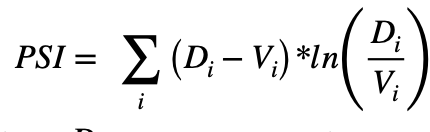 PSI = ∑_i (D_i − V_i) * ln(D_i / V_i)